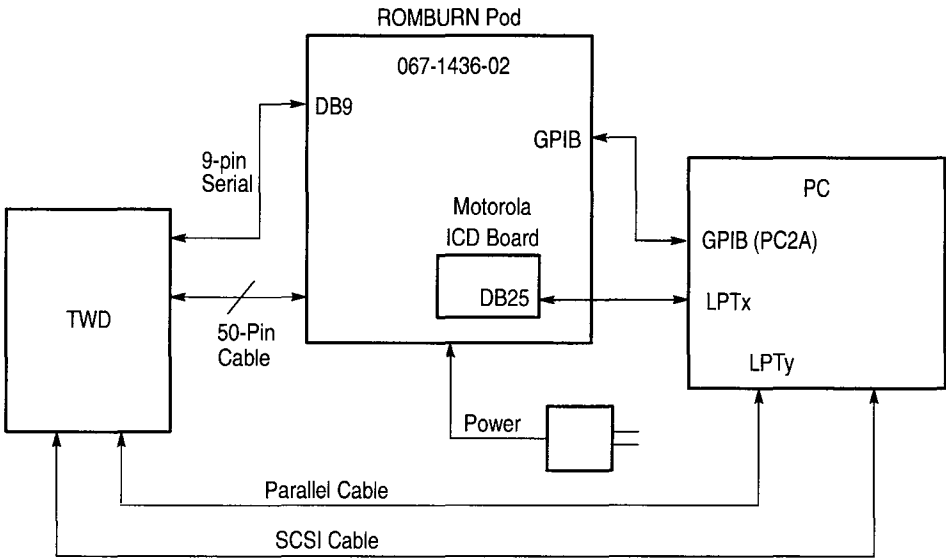 ROMBURN Pod
067-1436-02
DB9
GPIB
9-pin
Serial
PC
Motorola
ICD Board
GPIB (PC2A)
DB25
LPTx
TWD
50-Pin
Cable
LPTy
Power
Parallel Cable
SCSI Cable